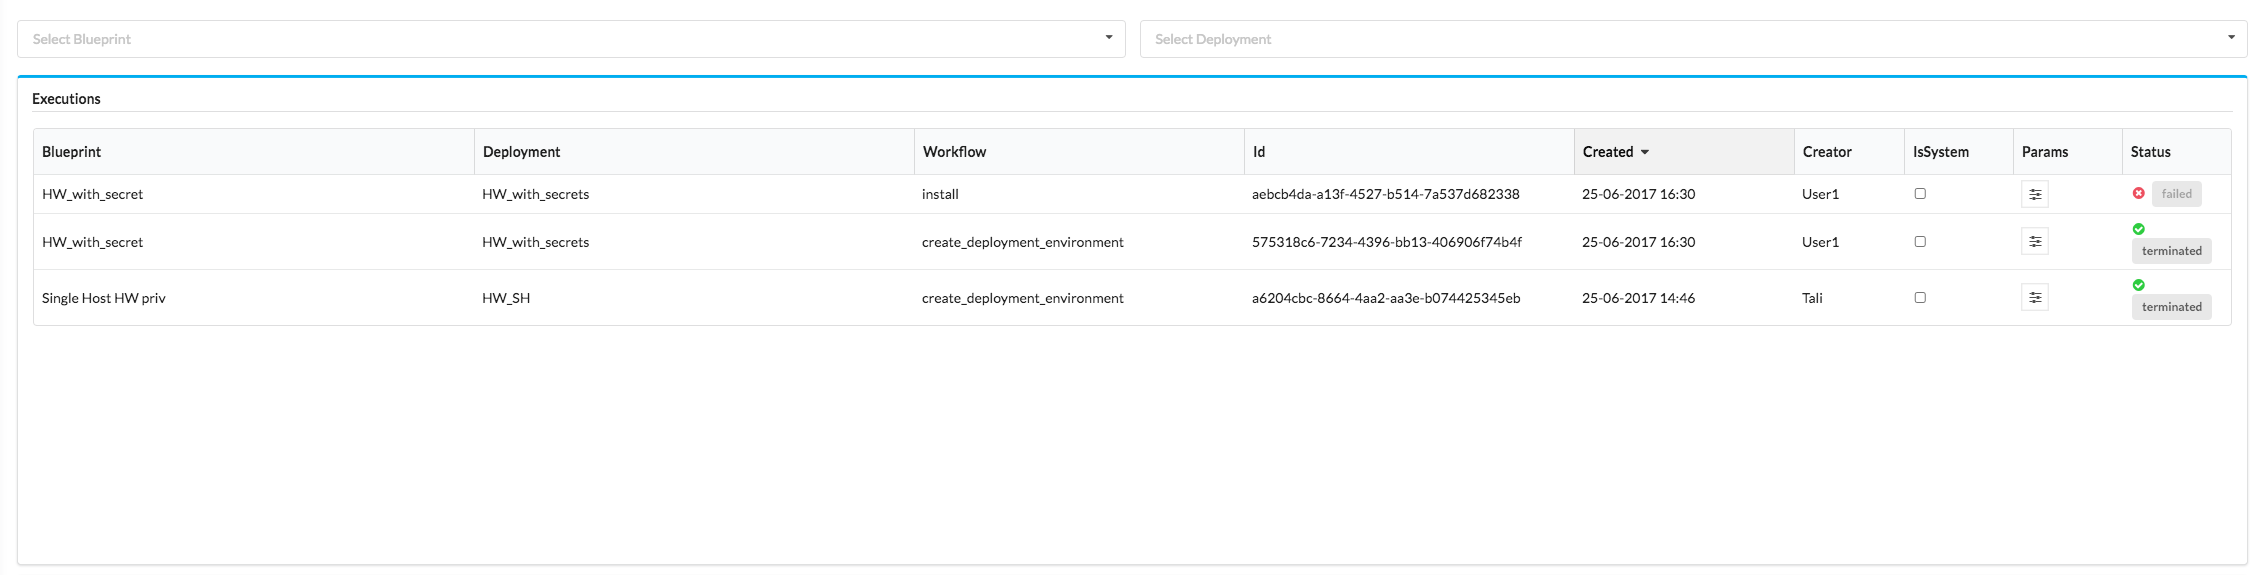 Select Blueprint Select Deployment
Executions
Blueprint Deployment Workflow Id Created Creator IsSystem Params Status
HW_with_secret HW_with_secrets install aebcb4da-a13f-4527-b514-7a537d682338 25-06-2017 16:30 User1 failed
HW_with_secret HW_with_secrets create_deployment_environment 575318c6-7234-4396-bb13-406906f74b4f 25-06-2017 16:30 User1 terminated
Single Host HW priv HW_SH create_deployment_environment a6204cbc-8664-4aa2-aa3e-b074425345eb 25-06-2017 14:46 Tali terminated